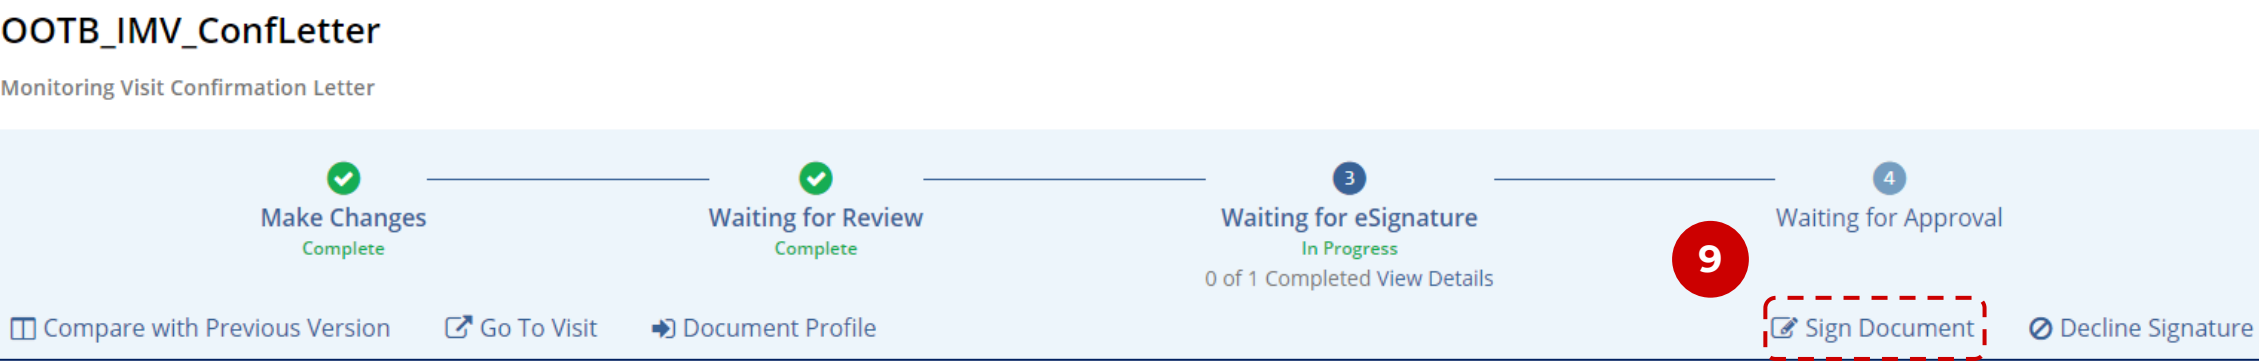 OOTB_IMV_ConfLetter
Monitoring Visit Confirmation Letter
3
4
Make Changes
Waiting for Review
Waiting for eSignature
Waiting for Approval
Complete
Complete
In Progress
9
0 of 1 Completed View Details
Compare with Previous Version
Go To Visit
Document Profile
Sign Document
Decline Signature